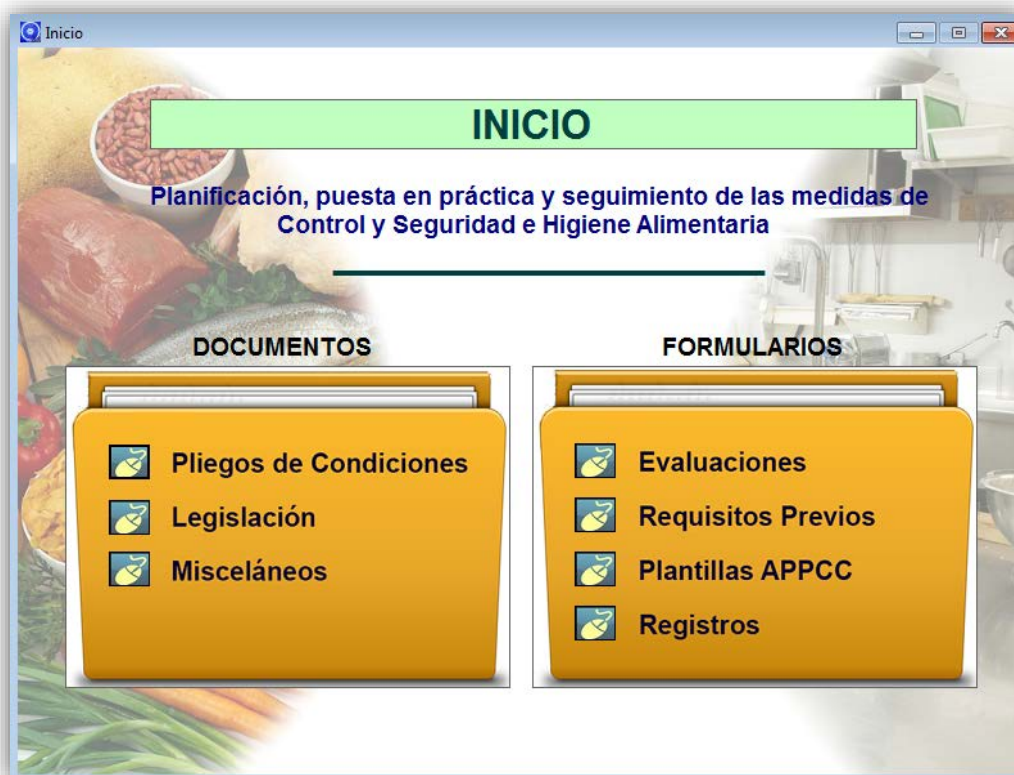 Inicio
INICIO
Planificación, puesta en práctica y seguimiento de las medidas de
Control y Seguridad e Higiene Alimentaria
DOCUMENTOS
Pliegos de Condiciones
Legislación
Misceláneos
FORMULARIOS
Evaluaciones
Requisitos Previos
Plantillas APPCC
Registros